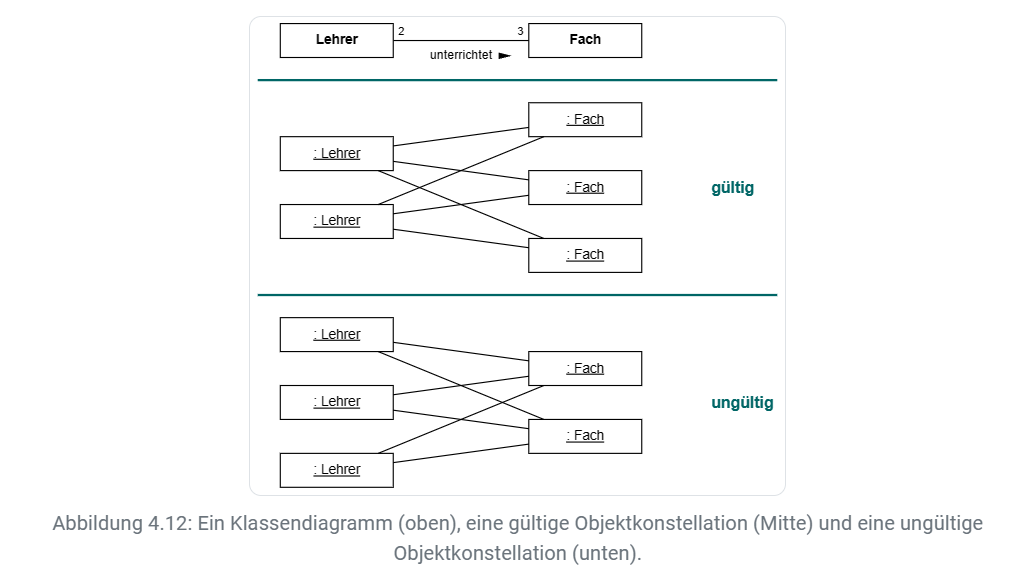 Lehrer 2 3 Fach
unterrichtet ►
: Fach
: Lehrer
: Fach gültig
: Lehrer
: Fach
: Lehrer
: Fach
: Lehrer ungültig
: Fach
: Lehrer
Abbildung 4.12: Ein Klassendiagramm (oben), eine gültige Objektkonstellation (Mitte) und eine ungültige
Objektkonstellation (unten).